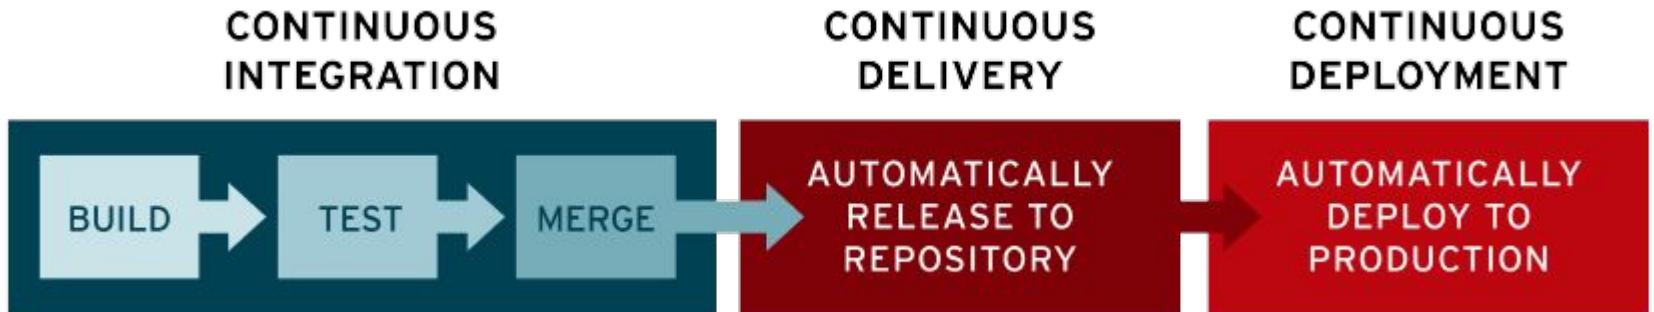 CONTINUOUS
INTEGRATION
CONTINUOUS
DELIVERY
CONTINUOUS
DEPLOYMENT
BUILD
TEST
MERGE
AUTOMATICALLY
RELEASE TO
REPOSITORY
AUTOMATICALLY
DEPLOY TO
PRODUCTION